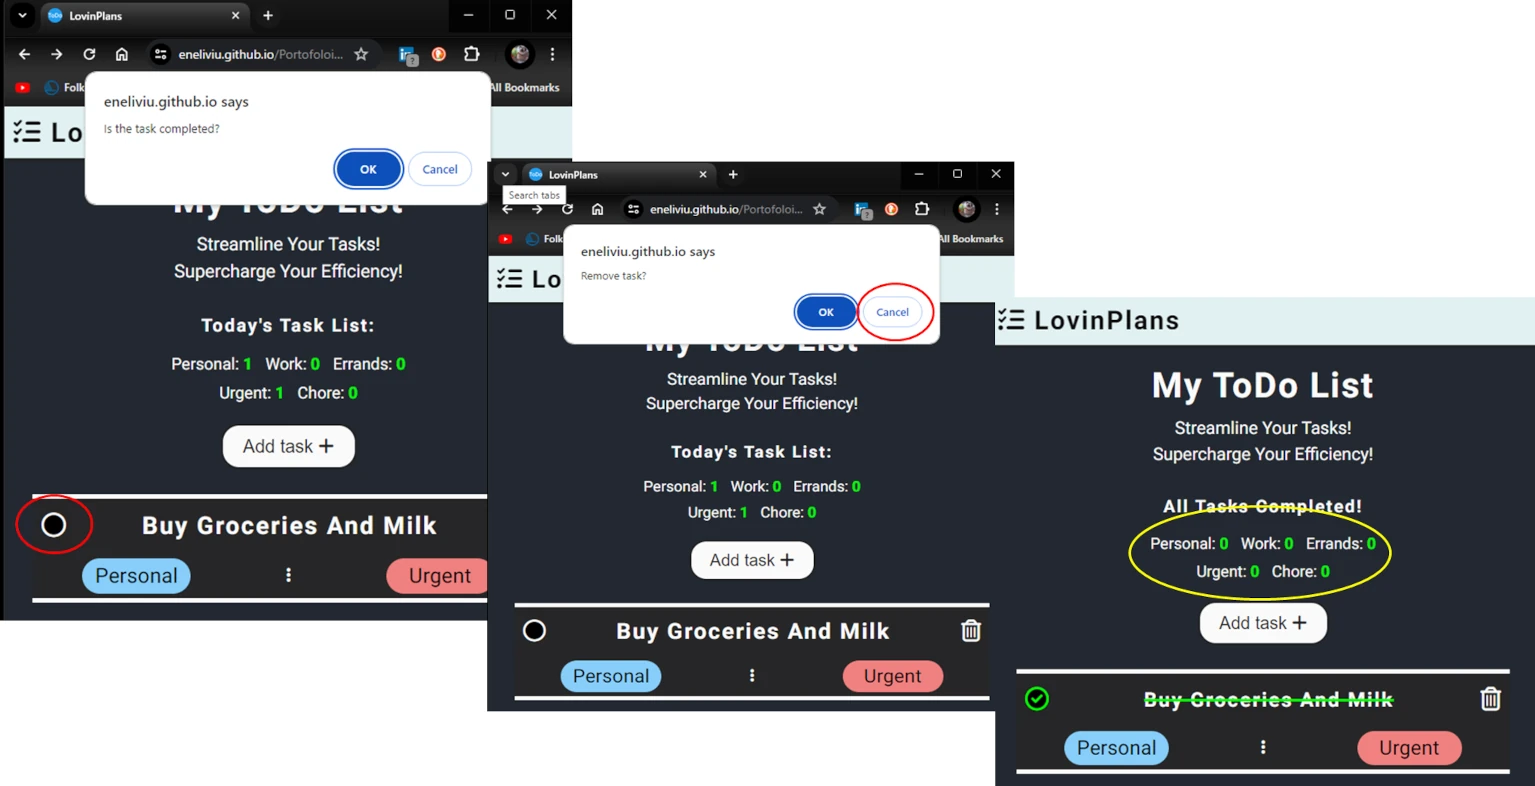 LovinPlans
eneliviu.github.io/Portofoloi...
All Bookmarks
eneliviu.github.io says
Is the task completed?
OK Cancel
My ToDo List
Streamline Your Tasks!
Supercharge Your Efficiency!
Today's Task List:
Personal: 1 Work: 0 Errands: 0
Urgent: 1 Chore: 0
Add task +
Buy Groceries And Milk
Personal Urgent
LovinPlans
Search tabs
eneliviu.github.io/Portofoloi...
All Bookmarks
eneliviu.github.io says
Remove task?
OK Cancel
My ToDo List
Streamline Your Tasks!
Supercharge Your Efficiency!
Today's Task List:
Personal: 1 Work: 0 Errands: 0
Urgent: 1 Chore: 0
Add task +
Buy Groceries And Milk
Personal Urgent
LovinPlans
My ToDo List
Streamline Your Tasks!
Supercharge Your Efficiency!
All Tasks Completed!
Personal: 0 Work: 0 Errands: 0
Urgent: 0 Chore: 0
Add task +
Buy Groceries And Milk
Personal Urgent